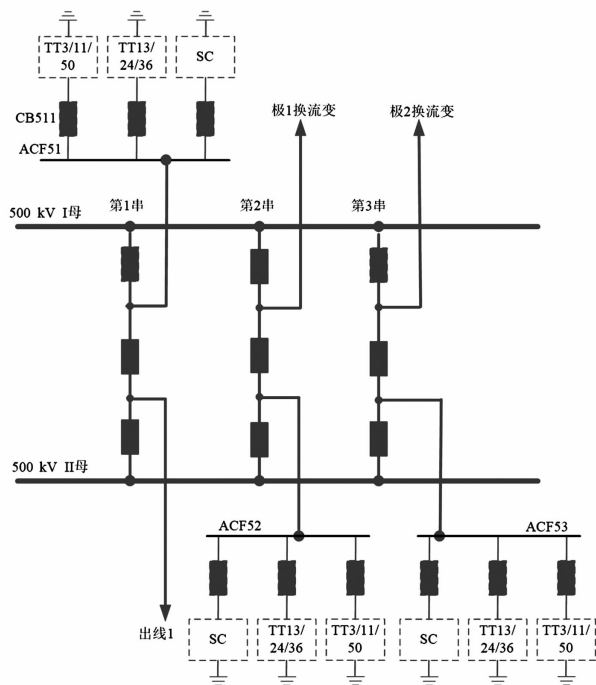 TT3/11/
50
TT13/
24/36
SC
CB511
ACF51
极1换流变
极2换流变
500 kV I母
第1串
第2串
第3串
500 kV II母
ACF52
ACF53
出线1
SC
TT13/
24/36
TT3/11/
50
SC
TT13/
24/36
TT3/11/
50